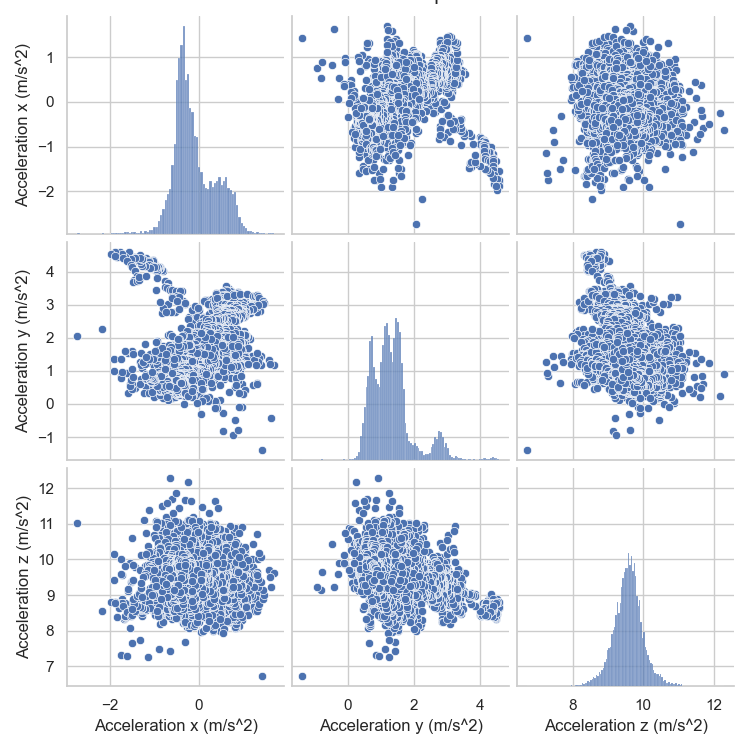 Acceleration x (m/s^2)
1
0
−1
−2
Acceleration y (m/s^2)
4
3
2
1
0
−1
Acceleration z (m/s^2)
12
11
10
9
8
7
−2 0
0 2 4
8 10 12
Acceleration x (m/s^2)
Acceleration y (m/s^2)
Acceleration z (m/s^2)